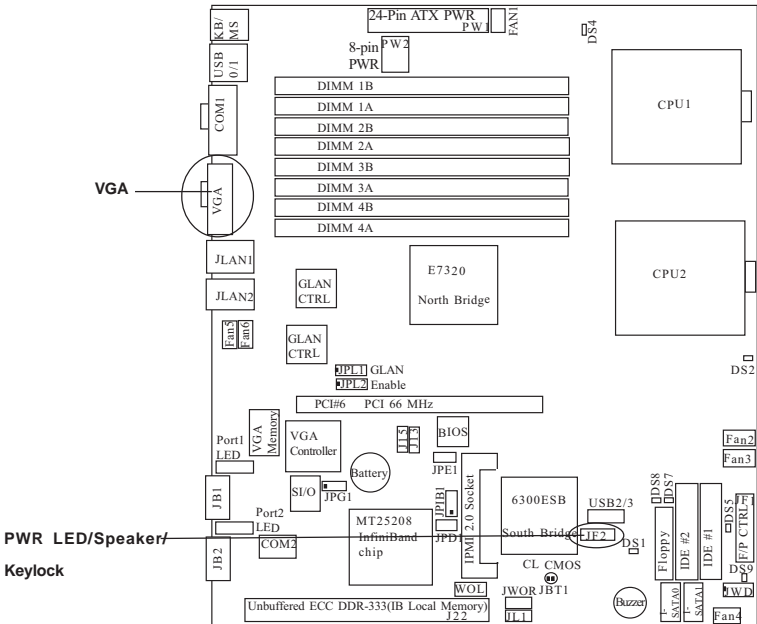 KB/
MS
24-Pin ATX PWR
PW1
FAN1
DS4
8-pin
PWR
PW2
USB
0/1
DIMM 1B
DIMM 1A
DIMM 2B
DIMM 2A
DIMM 3B
DIMM 3A
DIMM 4B
DIMM 4A
COM1
CPU1
VGA
VGA
JLAN1
JLAN2
GLAN
CTRL
E7320
North Bridge
CPU2
Fan5
Fan6
GLAN
CTRL
JPL1 GLAN
JPL2 Enable
DS2
PCI#6 PCI 66 MHz
VGA
Memory
VGA
Controller
J15
J13
BIOS
Fan2
Fan3
Port1
LED
Battery
JPE1
JB1
SI/O
JPG1
JPIB1
IPMI 2.0 Socket
6300ESB
South Bridge
USB2/3
DS8
DS7
DS5
JF1
F/P CTRL
Port2
LED
MT25208
InfiniBand
chip
JPD1
PWR LED/Speaker/
Keylock
JF2
DS1
Floppy
IDE #2
IDE #1
JB2
COM2
CL CMOS
DS9
WOL
JWOR
JBT1
JWD
Unbuffered ECC DDR-333(IB Local Memory)
J22
JL1
Buzzer
I-
SATA0
I-
SATA1
Fan4